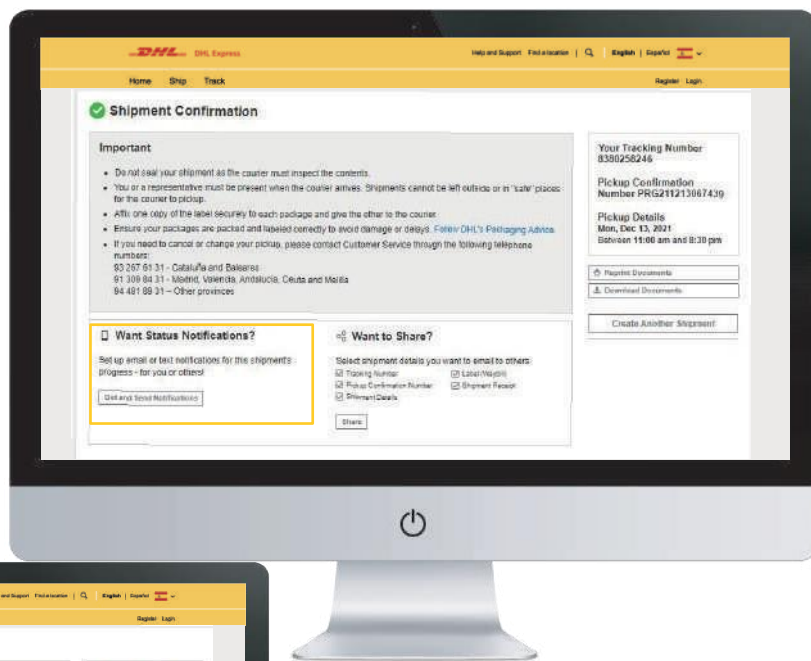 DHL DHL Express
Help and Support Find a location English | Español
Home Ship Track
Register Login
Shipment Confirmation
Important
• Do not seal your shipment as the courier must inspect the contents.
• You or a representative must be present when the courier arrives. Shipments cannot be left outside or in "safe" places
for the courier to pickup.
• Affix one copy of the label securely to each package and give the other to the courier
• Ensure your packages are packed and labeled correctly to avoid damage or delays. Follow DHL's Packaging Advice
• If you need to cancel or change your pickup, please contact Customer Service through the following telephone
numbers:
93 267 61 31 - Cataluña and Baleares
91 309 84 31 - Madrid, Valencia, Andalucia, Ceuta and Melilla
94 481 89 31 – Other provinces
Your Tracking Number
8380258246
Pickup Confirmation
Number PRG211213067439
Pickup Details
Mon, Dec 13, 2021
Between 11:00 am and 8:30 pm
Reprint Documents
Download Documents
Create Another Shipment
Want Status Notifications?
Set up email or text notifications for this shipment's
progress - for you or others!
Get and Send Notifications
Want to Share?
Select shipment details you want to email to others
Tracking Number Label (Waybill)
Pickup Confirmation Number Shipment Receipt
Shipment Details
Share
and Support Find a location English | Español
Register Login